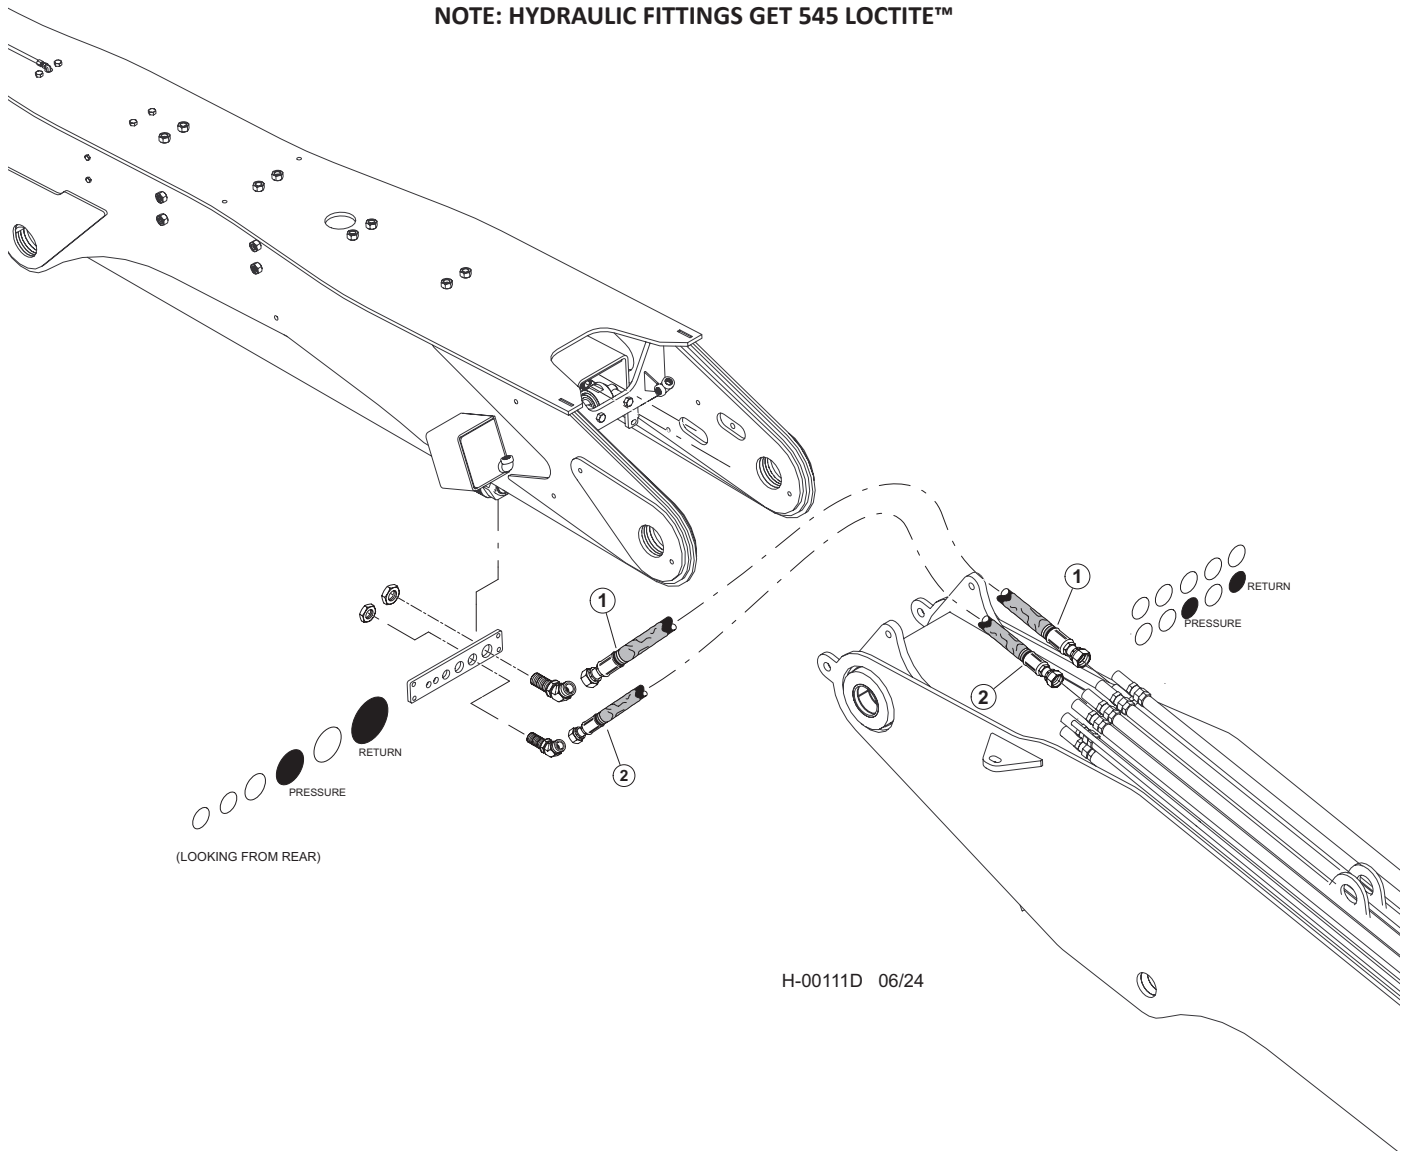 NOTE: HYDRAULIC FITTINGS GET 545 LOCTITE™
1
RETURN
PRESSURE
1
2
RETURN
PRESSURE
2
(LOOKING FROM REAR)
H-00111D 06/24